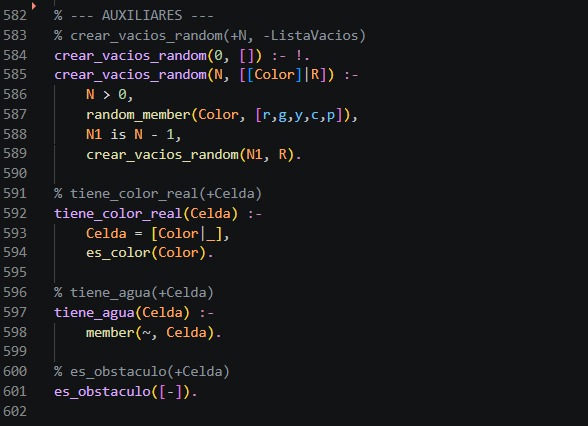 582 % --- AUXILIARES ---
583 % crear_vacios_random(+N, -ListaVacios)
584 crear_vacios_random(0, []) :- !.
585 crear_vacios_random(N, [[Color]|R]) :-
586     N > 0,
587     random_member(Color, [r,g,y,c,p]),
588     N1 is N - 1,
589     crear_vacios_random(N1, R).
590
591 % tiene_color_real(+Celda)
592 tiene_color_real(Celda) :-
593     Celda = [Color|_],
594     es_color(Color).
595
596 % tiene_agua(+Celda)
597 tiene_agua(Celda) :-
598     member(~, Celda).
599
600 % es_obstaculo(+Celda)
601 es_obstaculo([-]).
602